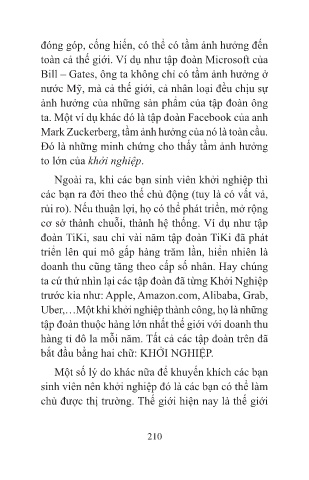 đóng góp, cống hiến, có thể có tầm ảnh hưởng đến
toàn cả thế giới. Ví dụ như tập đoàn Microsoft của
Bill – Gates, ông ta không chỉ có tầm ảnh hưởng ở
nước Mỹ, mà cả thế giới, cả nhân loại đều chịu sự
ảnh hưởng của những sản phẩm của tập đoàn ông
ta. Một ví dụ khác đó là tập đoàn Facebook của anh
Mark Zuckerberg, tầm ảnh hưởng của nó là toàn cầu.
Đó là những minh chứng cho thấy tầm ảnh hưởng
to lớn của khởi nghiệp.
Ngoài ra, khi các bạn sinh viên khởi nghiệp thì
các bạn ra đời theo thế chủ động (tuy là có vất vả,
rủi ro). Nếu thuận lợi, họ có thể phát triển, mở rộng
cơ sở thành chuỗi, thành hệ thống. Ví dụ như tập
đoàn TiKi, sau chỉ vài năm tập đoàn TiKi đã phát
triển lên qui mô gấp hàng trăm lần, hiển nhiên là
doanh thu cũng tăng theo cấp số nhân. Hay chúng
ta cứ thử nhìn lại các tập đoàn đã từng Khởi Nghiệp
trước kia như: Apple, Amazon.com, Alibaba, Grab,
Uber,…Một khi khởi nghiệp thành công, họ là những
tập đoàn thuộc hàng lớn nhất thế giới với doanh thu
hàng tỉ đô la mỗi năm. Tất cả các tập đoàn trên đã
bắt đầu bằng hai chữ: KHỞI NGHIỆP.
Một số lý do khác nữa để khuyến khích các bạn
sinh viên nên khởi nghiệp đó là các bạn có thể làm
chủ được thị trường. Thế giới hiện nay là thế giới
210